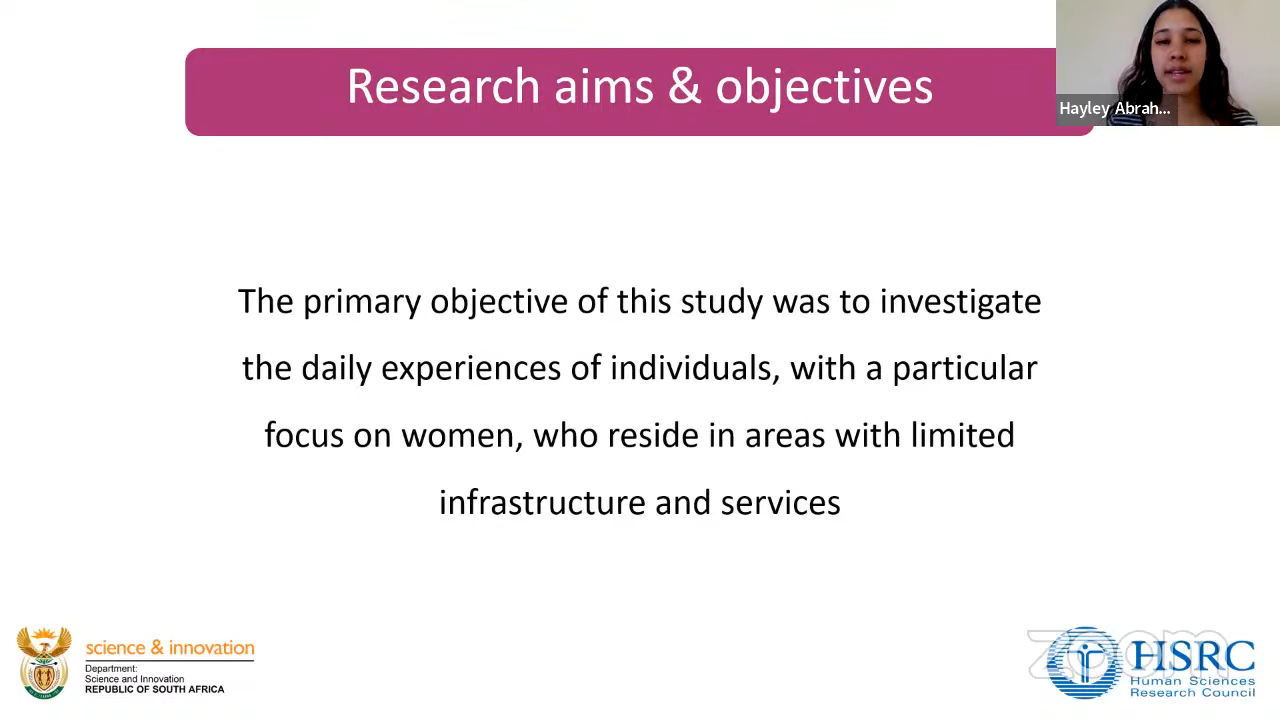 Research aims & objectives
Hayley Abrah...
The primary objective of this study was to investigate
the daily experiences of individuals, with a particular
focus on women, who reside in areas with limited
infrastructure and services
science & innovation
Department:
Science and Innovation
REPUBLIC OF SOUTH AFRICA
zoom
HSRC
Human Sciences
Research Council